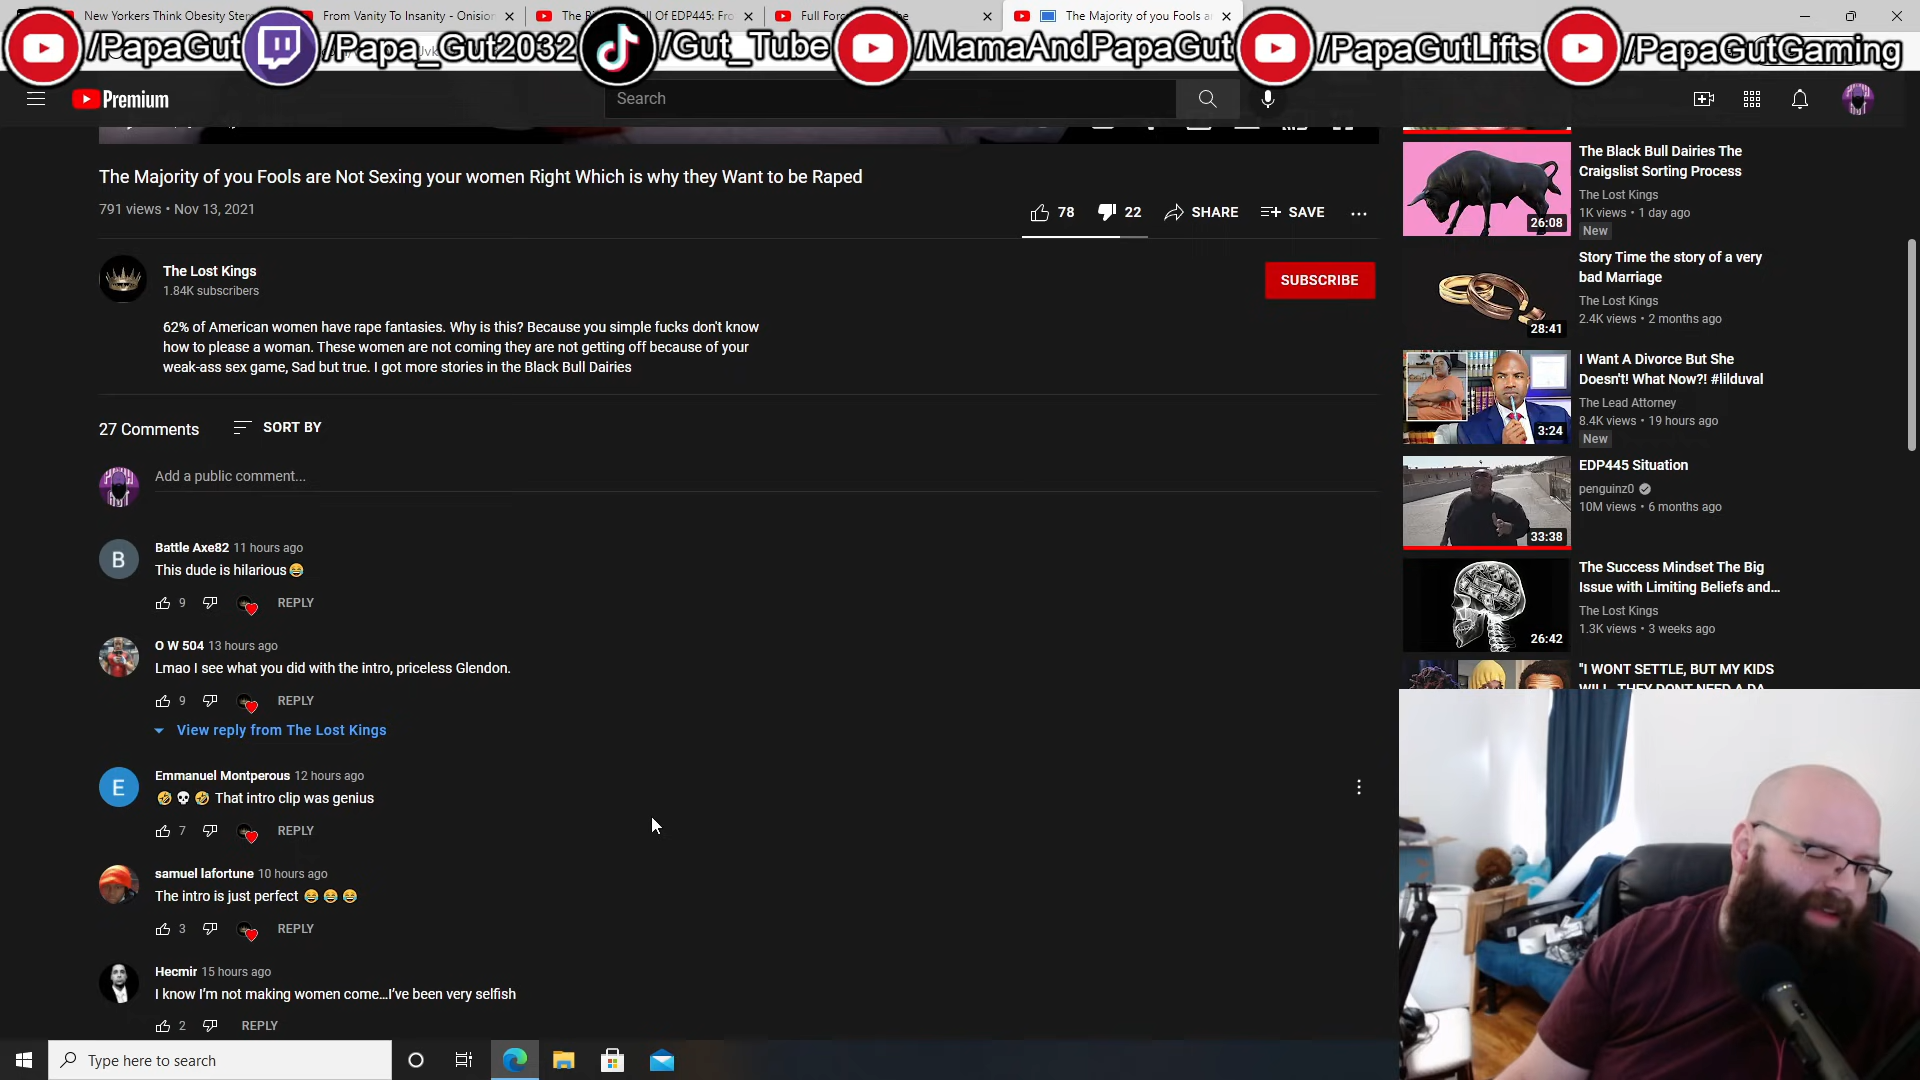 New Yorkers Think Obesity Ste
From Vanity To Insanity - Onision
The
ll Of EDP445: Fro
Full For
The Majority of you Fools a
/PapaGut
/Papa_Gut2032
/Gut_Tube
/MamaAndPapaGut
/PapaGutLifts
/PapaGutGaming
Premium
Search
The Majority of you Fools are Not Sexing your women Right Which is why they Want to be Raped
791 views • Nov 13, 2021
78
22
SHARE
SAVE
The Lost Kings
1.84K subscribers
SUBSCRIBE
62% of American women have rape fantasies. Why is this? Because you simple fucks don't know
how to please a woman. These women are not coming they are not getting off because of your
weak-ass sex game, Sad but true. I got more stories in the Black Bull Dairies
27 Comments
SORT BY
Add a public comment...
B
Battle Axe82 11 hours ago
This dude is hilarious😂
9
REPLY
O W 504 13 hours ago
Lmao I see what you did with the intro, priceless Glendon.
9
REPLY
View reply from The Lost Kings
E
Emmanuel Montperous 12 hours ago
🤣💀🤣 That intro clip was genius
7
REPLY
samuel lafortune 10 hours ago
The intro is just perfect 😂😂😂
3
REPLY
Hecmir 15 hours ago
I know I'm not making women come...I've been very selfish
2
REPLY
The Black Bull Dairies The
Craigslist Sorting Process
The Lost Kings
1K views • 1 day ago
New
26:08
Story Time the story of a very
bad Marriage
The Lost Kings
2.4K views • 2 months ago
28:41
I Want A Divorce But She
Doesn't! What Now?! #lilduval
The Lead Attorney
8.4K views • 19 hours ago
New
3:24
EDP445 Situation
penguinz0
10M views • 6 months ago
33:38
The Success Mindset The Big
Issue with Limiting Beliefs and...
The Lost Kings
1.3K views • 3 weeks ago
26:42
"I WONT SETTLE, BUT MY KIDS
WILL, THEY DONT NEED A DA
Type here to search